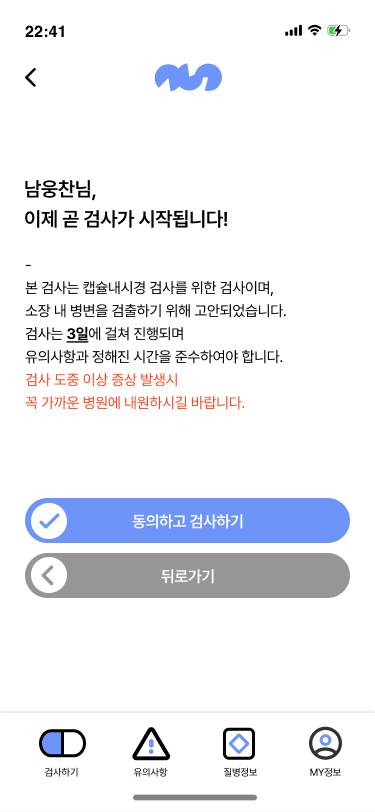 22:41
남웅찬님,
이제 곧 검사가 시작됩니다!
-
본 검사는 캡슐내시경 검사를 위한 검사이며,
소장 내 병변을 검출하기 위해 고안되었습니다.
검사는 3일에 걸쳐 진행되며
유의사항과 정해진 시간을 준수하여야 합니다.
검사 도중 이상 증상 발생시
꼭 가까운 병원에 내원하시길 바랍니다.
동의하고 검사하기
뒤로가기
검사하기 유의사항 질병정보 MY정보